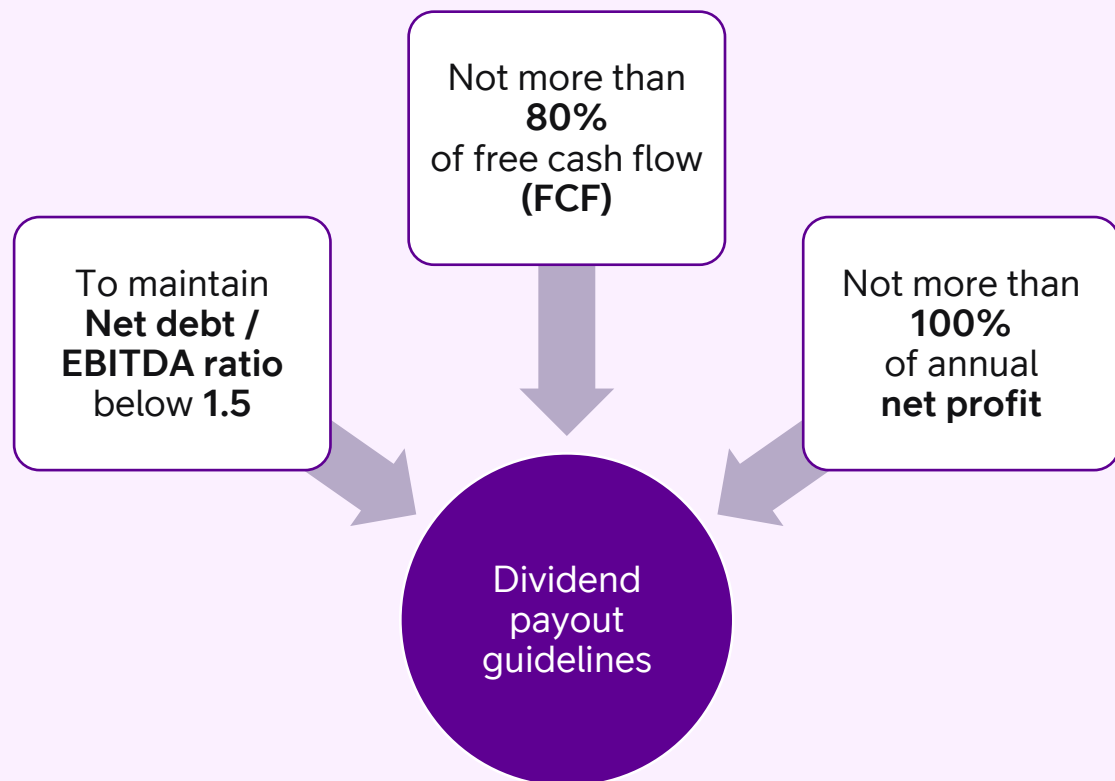 Not more than
80%
of free cash flow
(FCF)
To maintain
Net debt /
EBITDA ratio
below 1.5
Not more than
100%
of annual
net profit
Dividend
payout
guidelines